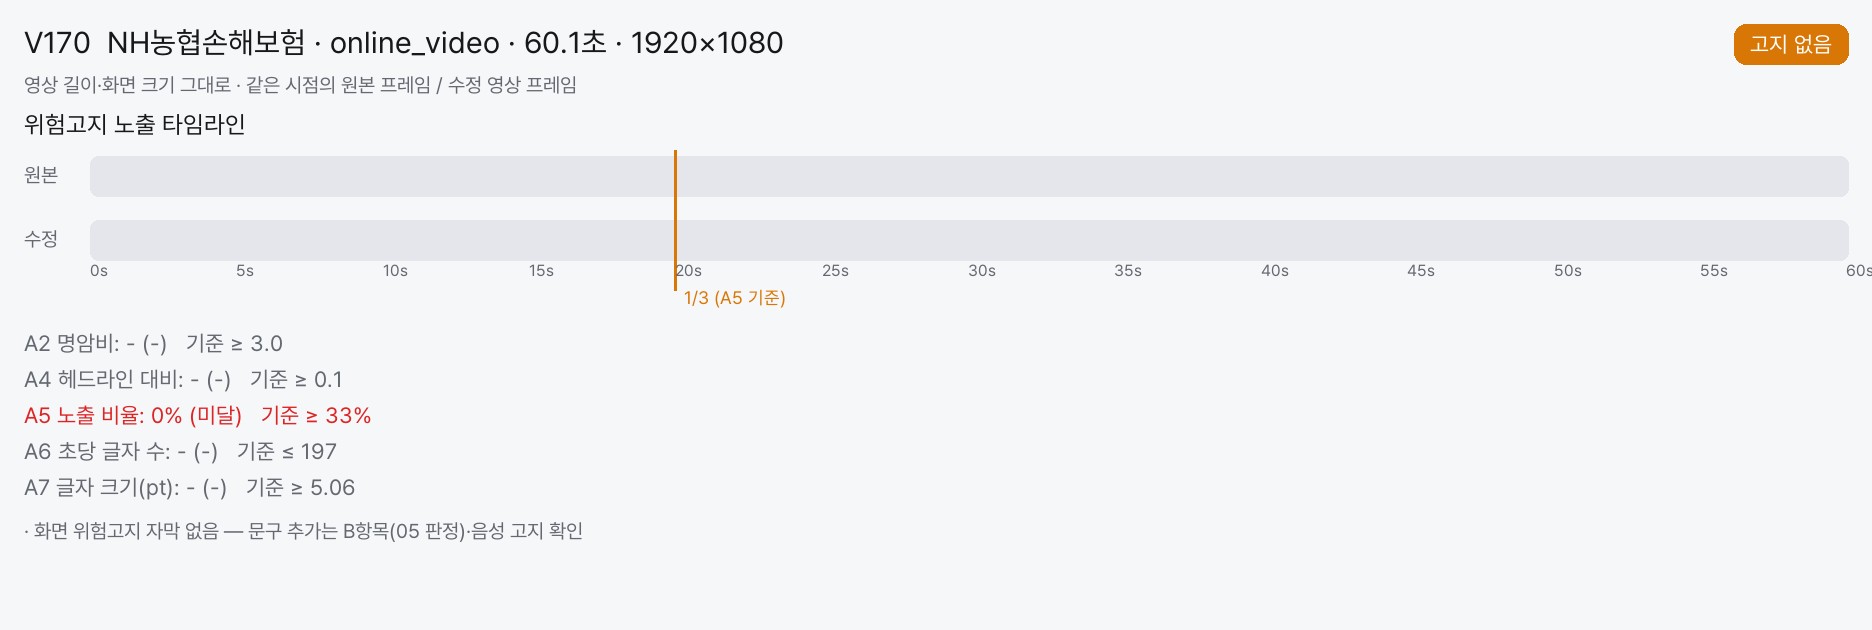 V170 NH농협손해보험 · online_video · 60.1초 · 1920×1080
고지 없음
영상 길이·화면 크기 그대로 · 같은 시점의 원본 프레임 / 수정 영상 프레임
위험고지 노출 타임라인
원본
수정
0s 5s 10s 15s 20s 25s 30s 35s 40s 45s 50s 55s 60s
1/3 (A5 기준)
A2 명암비: - (-) 기준 ≥ 3.0
A4 헤드라인 대비: - (-) 기준 ≥ 0.1
A5 노출 비율: 0% (미달) 기준 ≥ 33%
A6 초당 글자 수: - (-) 기준 ≤ 197
A7 글자 크기(pt): - (-) 기준 ≥ 5.06
· 화면 위험고지 자막 없음 — 문구 추가는 B항목(05 판정)·음성 고지 확인